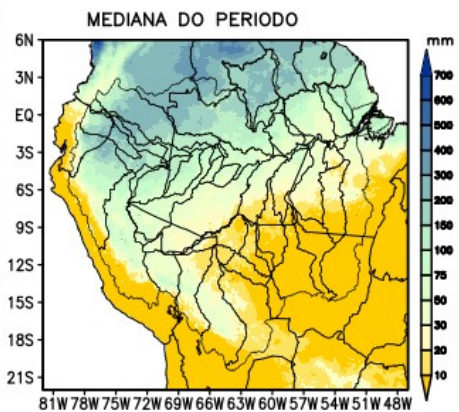 MEDIANA DO PERIODO
mm
6N
3N
EQ
3S
6S
9S
12S
15S
18S
21S
700
600
500
400
300
200
150
100
75
50
30
20
10
81W 78W 75W 72W 69W 66W 63W 60W 57W 54W 51W 48W